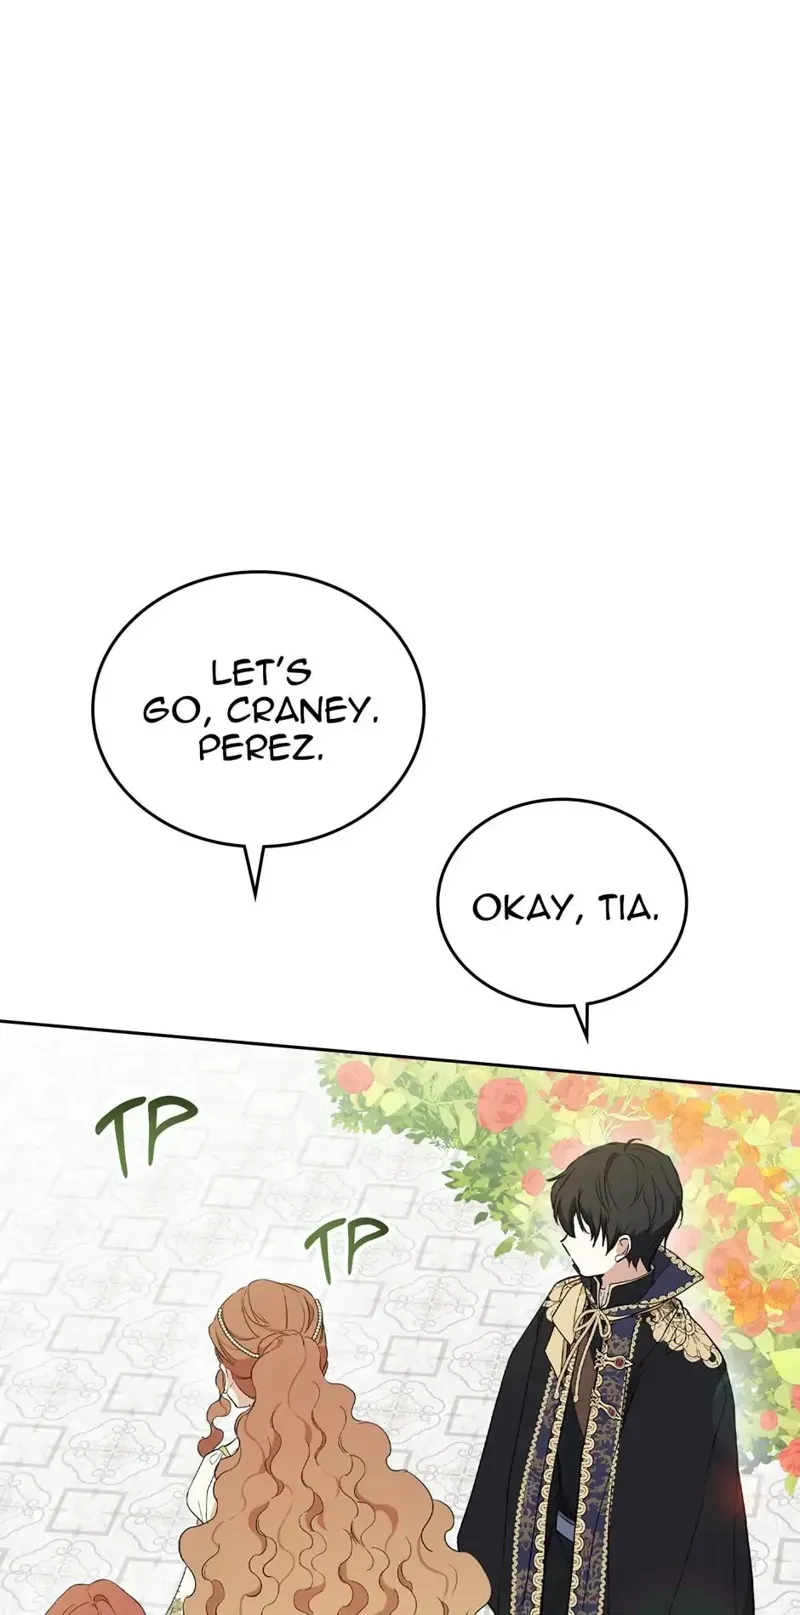 LET'S
GO, CRANEY.
PEREZ.
OKAY, TIA.
TP
TP